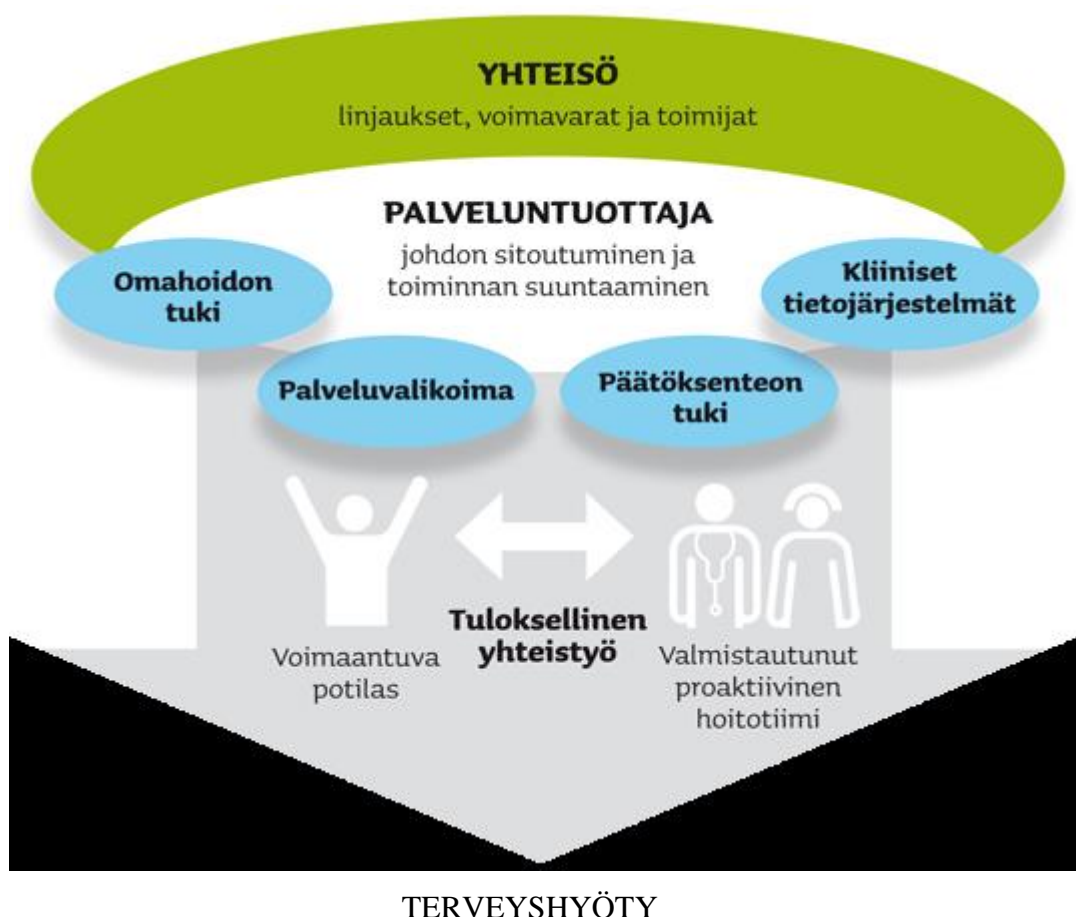 YHTEISÖ
linjaukset, voimavarat ja toimijat
PALVELUNTUOTTAJA
johdon sitoutuminen ja
toiminnan suuntaaminen
Omahoidon
tuki
Kliiniset
tietojärjestelmät
Palveluvalikoima
Päätöksenteon
tuki
Tuloksellinen
yhteistyö
Voimaantuva
potilas
Valmistautunut
proaktiivinen
hoitotiimi
TERVEYSHYÖTY